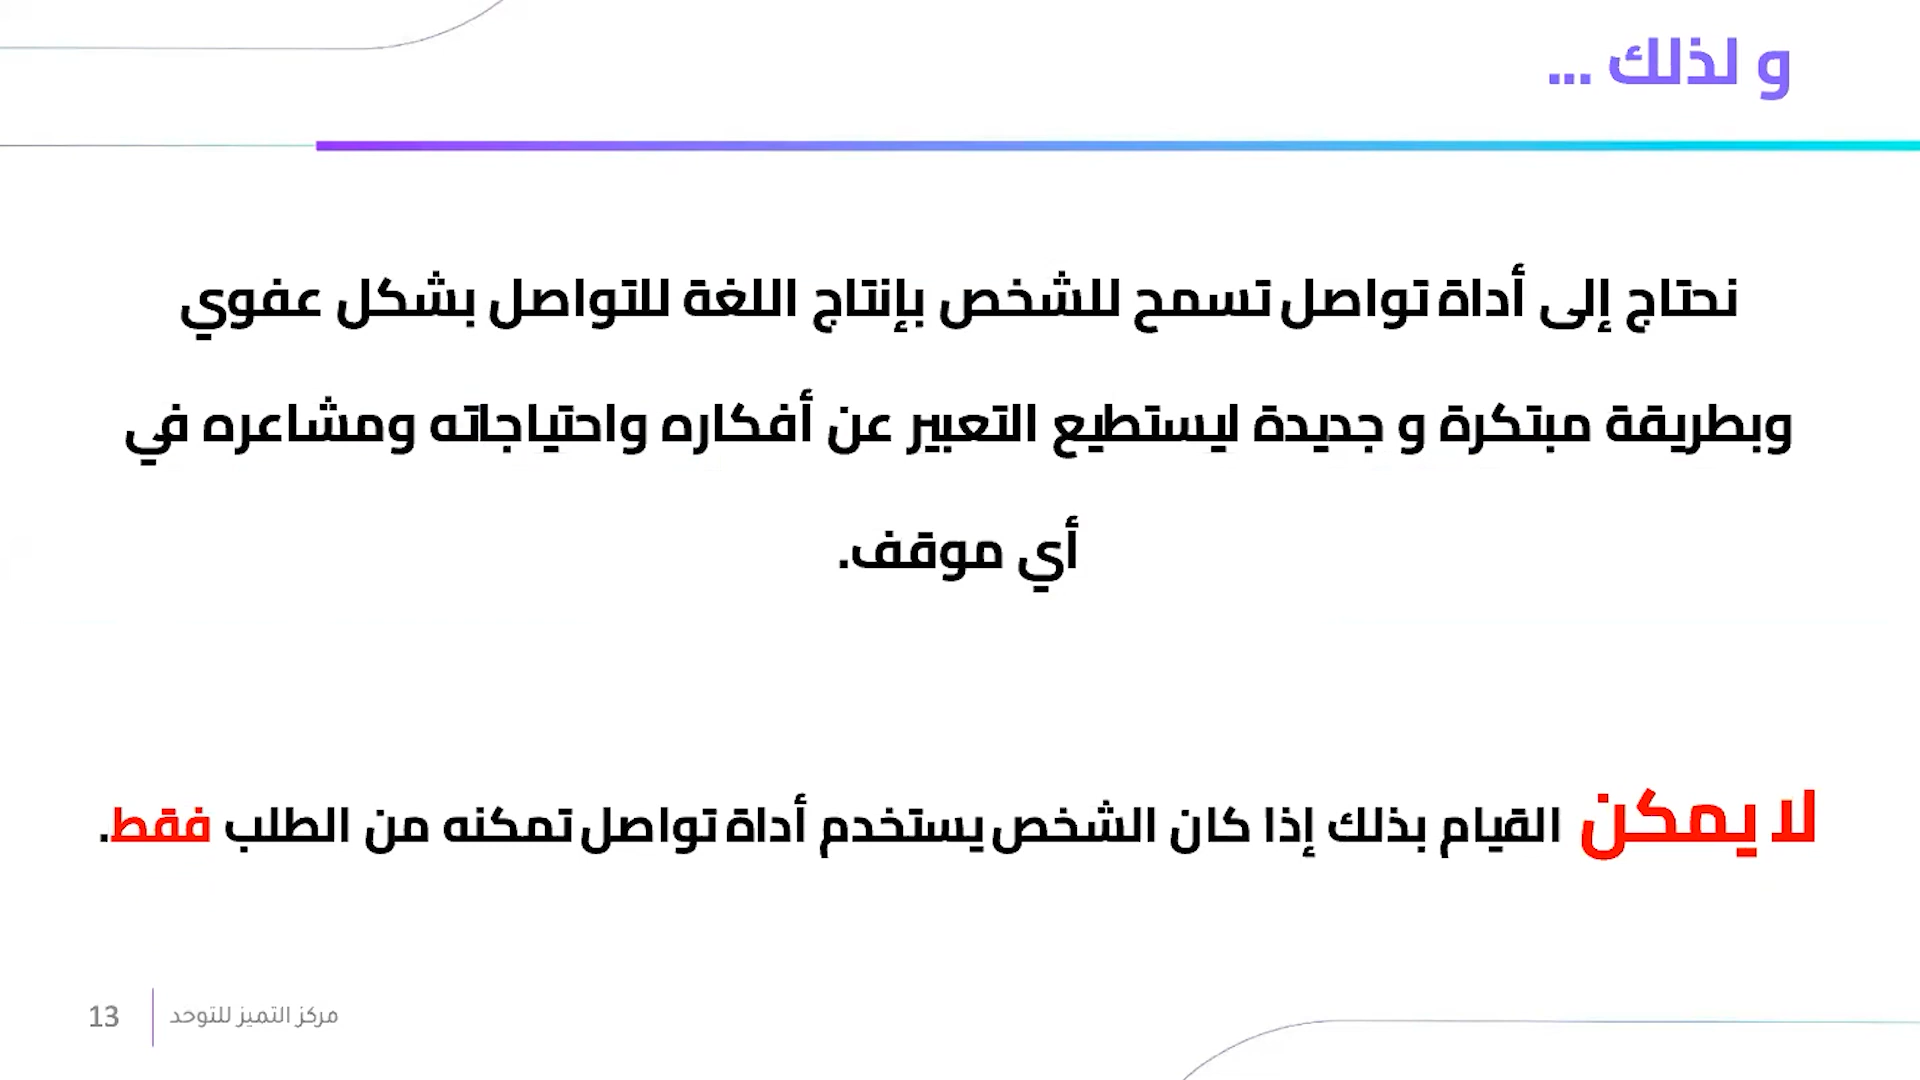 و لذلك ...
نحتاج إلى أداة تواصل تسمح للشخص بإنتاج اللغة للتواصل بشكل عفوي
وبطريقة مبتكرة و جديدة ليستطيع التعبير عن أفكاره واحتياجاته ومشاعره في
أي موقف.
لا يمكن القيام بذلك إذا كان الشخص يستخدم أداة تواصل تمكنه من الطلب فقط.
مركز التميز للتوحد
13